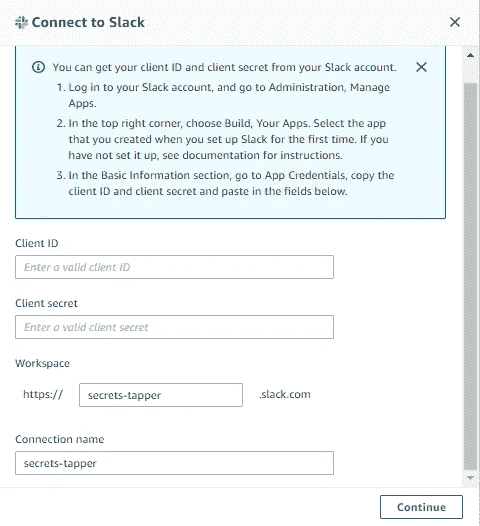 Connect to Slack
You can get your client ID and client secret from your Slack account.
1. Log in to your Slack account, and go to Administration, Manage
Apps.
2. In the top right corner, choose Build, Your Apps. Select the app
that you created when you set up Slack for the first time. If you
have not set it up, see documentation for instructions.
3. In the Basic Information section, go to App Credentials, copy the
client ID and client secret and paste in the fields below.
Client ID
Enter a valid client ID
Client secret
Enter a valid client secret
Workspace
https:// secrets-tapper .slack.com
Connection name
secrets-tapper
Continue